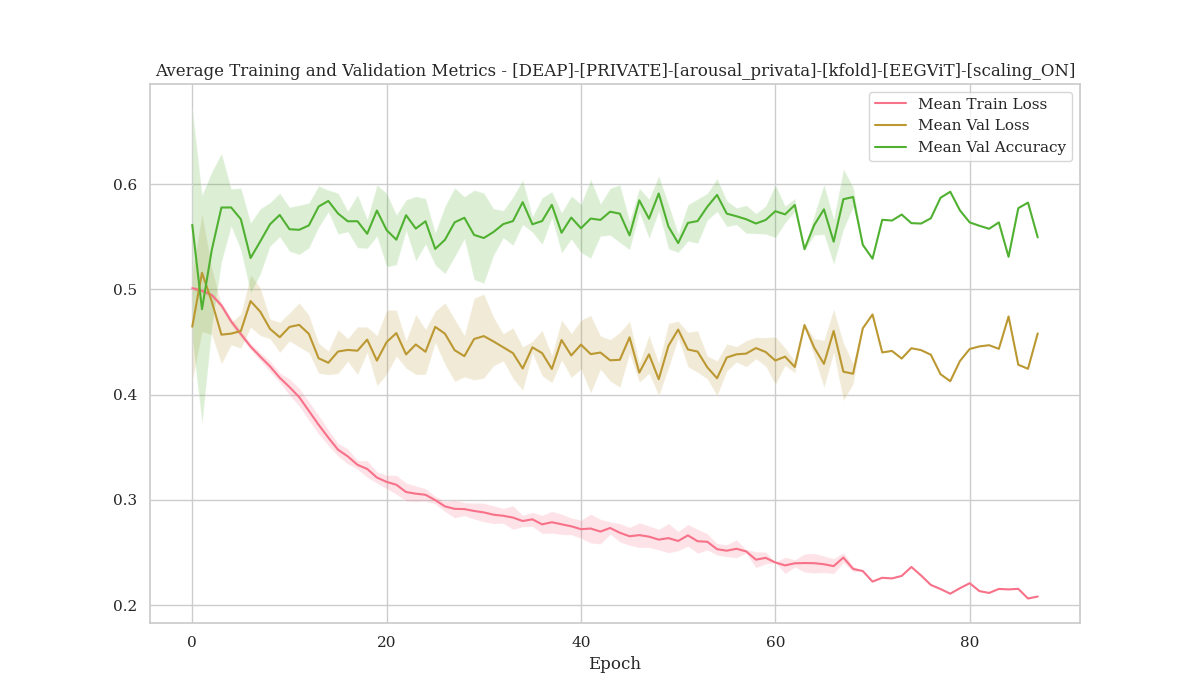 Average Training and Validation Metrics - [DEAP]-[PRIVATE]-[arousal_privata]-[kfold]-[EEGViT]-[scaling_ON]
Mean Train Loss
Mean Val Loss
Mean Val Accuracy
0.6
0.5
0.4
0.3
0.2
0 20 40 60 80
Epoch